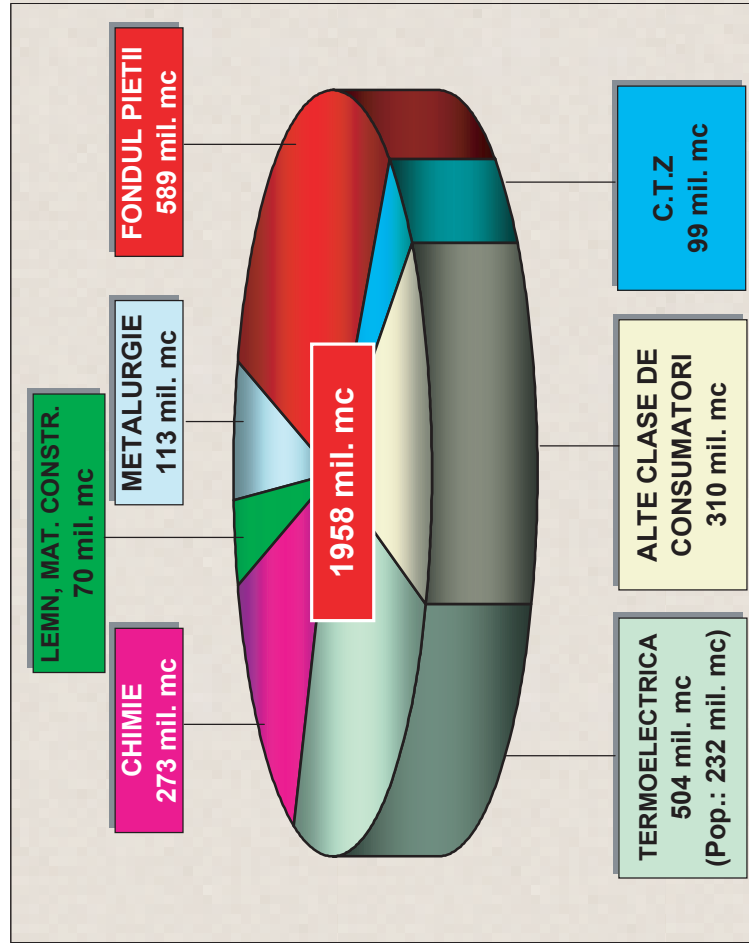 LEMN, MAT. CONSTR.
70 mil. mc
CHIMIE
273 mil. mc
METALURGIE
113 mil. mc
FONDUL PIETII
589 mil. mc
1958 mil. mc
TERMOELECTRICA
504 mil. mc
(Pop.: 232 mil. mc)
ALTE CLASE DE
CONSUMATORI
310 mil. mc
C.T.Z
99 mil. mc